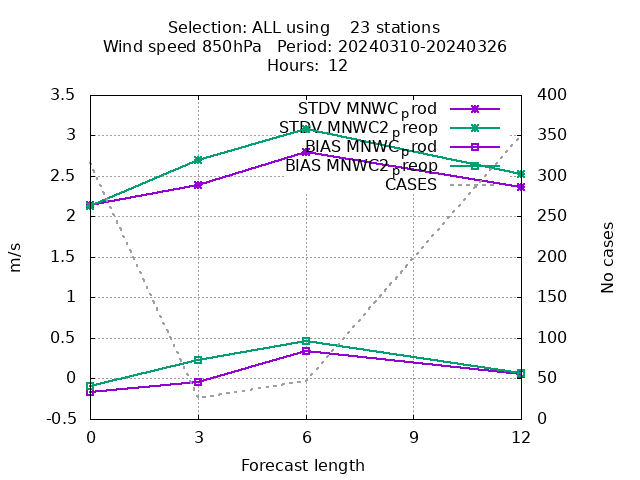 Selection: ALL using    23 stations
Wind speed 850hPa   Period: 20240310-20240326
Hours:  12
3.5
3
2.5
2
1.5
1
0.5
0
-0.5
400
350
300
250
200
150
100
50
0
STDV MNWC_prod
STDV MNWC2_preop
BIAS MNWC_prod
BIAS MNWC2_preop
CASES
m/s
No cases
0 3 6 9 12
Forecast length